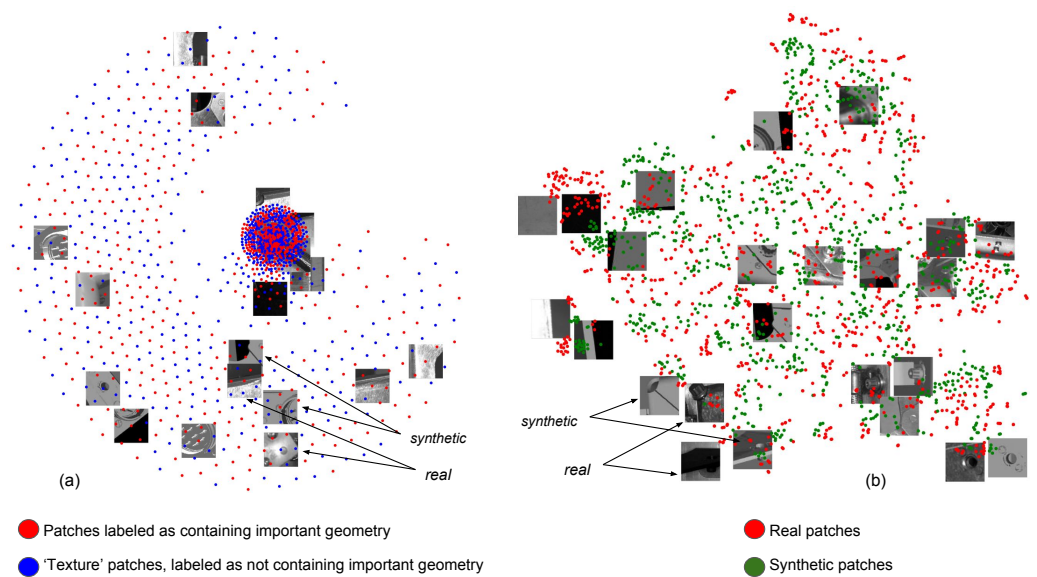 synthetic
real
(a)
synthetic
real
(b)
Patches labeled as containing important geometry
'Texture' patches, labeled as not containing important geometry
Real patches
Synthetic patches